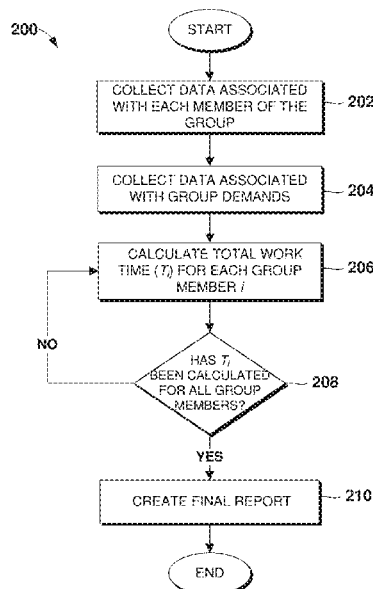 200
START
COLLECT DATA ASSOCIATED
WITH EACH MEMBER OF THE
GROUP
202
COLLECT DATA ASSOCIATED
WITH GROUP DEMANDS
204
CALCULATE TOTAL WORK
TIME (Ti) FOR EACH GROUP
MEMBER i
206
NO
HAS Ti
BEEN CALCULATED
FOR ALL GROUP
MEMBERS?
208
YES
CREATE FINAL REPORT
210
END